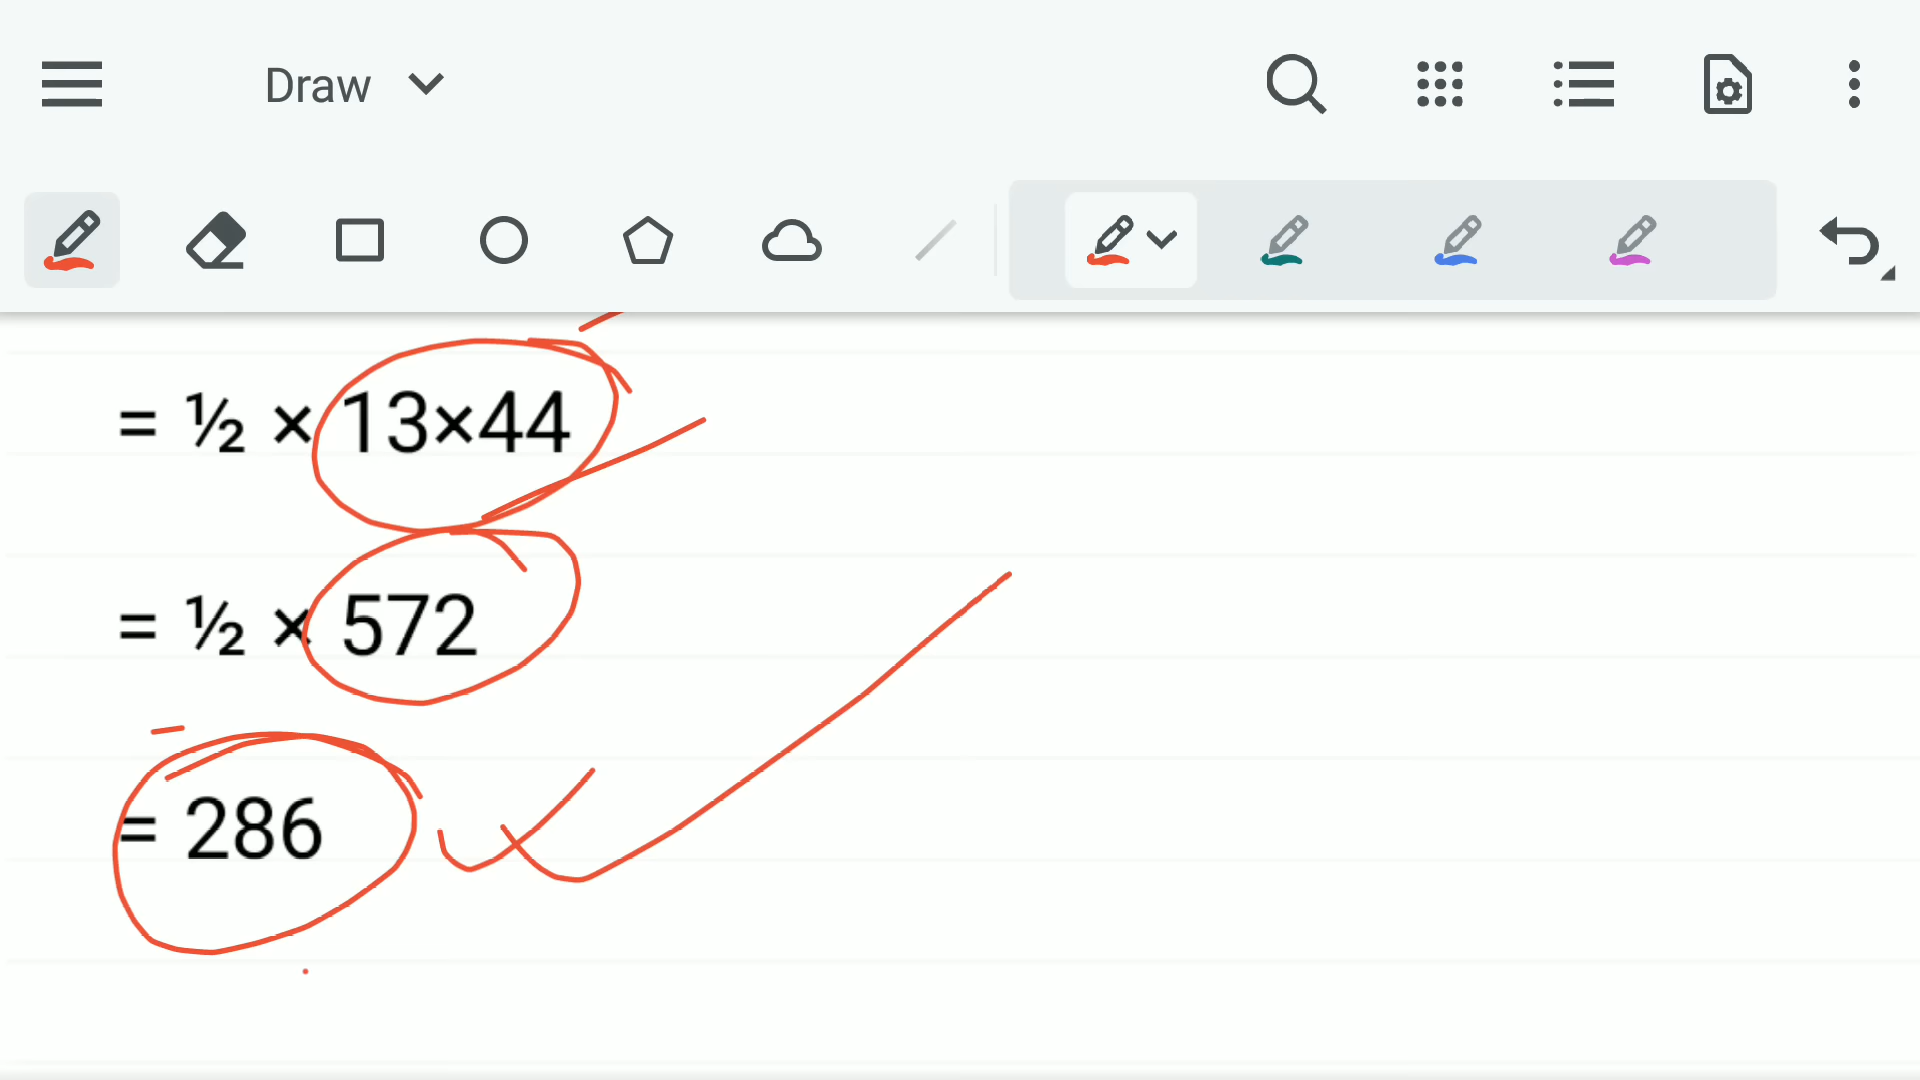 Draw
= ½ × 13×44
= ½ × 572
= 286